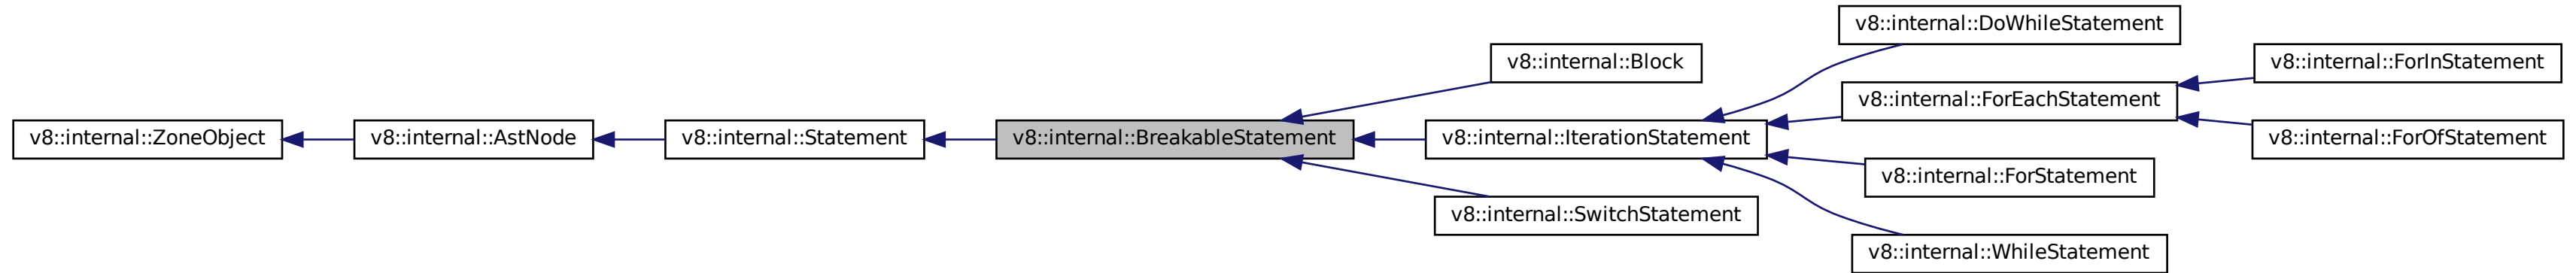 v8::internal::ZoneObject
v8::internal::AstNode
v8::internal::Statement
v8::internal::BreakableStatement
v8::internal::Block
v8::internal::IterationStatement
v8::internal::SwitchStatement
v8::internal::DoWhileStatement
v8::internal::ForEachStatement
v8::internal::ForStatement
v8::internal::WhileStatement
v8::internal::ForInStatement
v8::internal::ForOfStatement